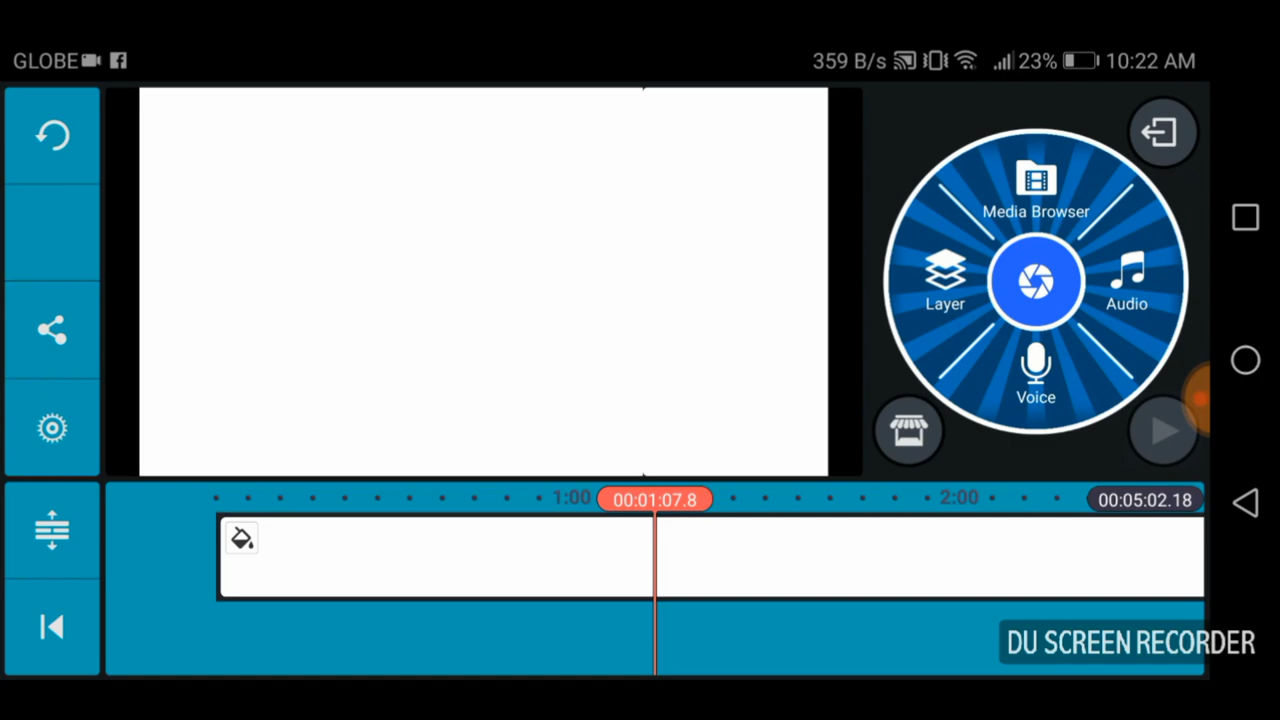 GLOBE
359 B/s 23% 10:22 AM
Media Browser
Layer
Audio
Voice
1:00
00:01:07.8
2:00
00:05:02.18
DU SCREEN RECORDER